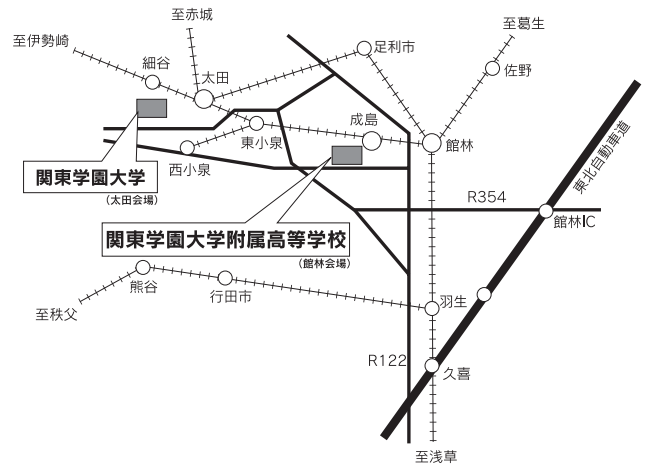 至赤城
至葛生
至伊勢崎
足利市
細谷
太田
佐野
成島
館林
東小泉
西小泉
東北自動車道
関東学園大学
(太田会場)
R354
館林IC
関東学園大学附属高等学校
(館林会場)
熊谷
行田市
羽生
至秩父
R122
久喜
至浅草